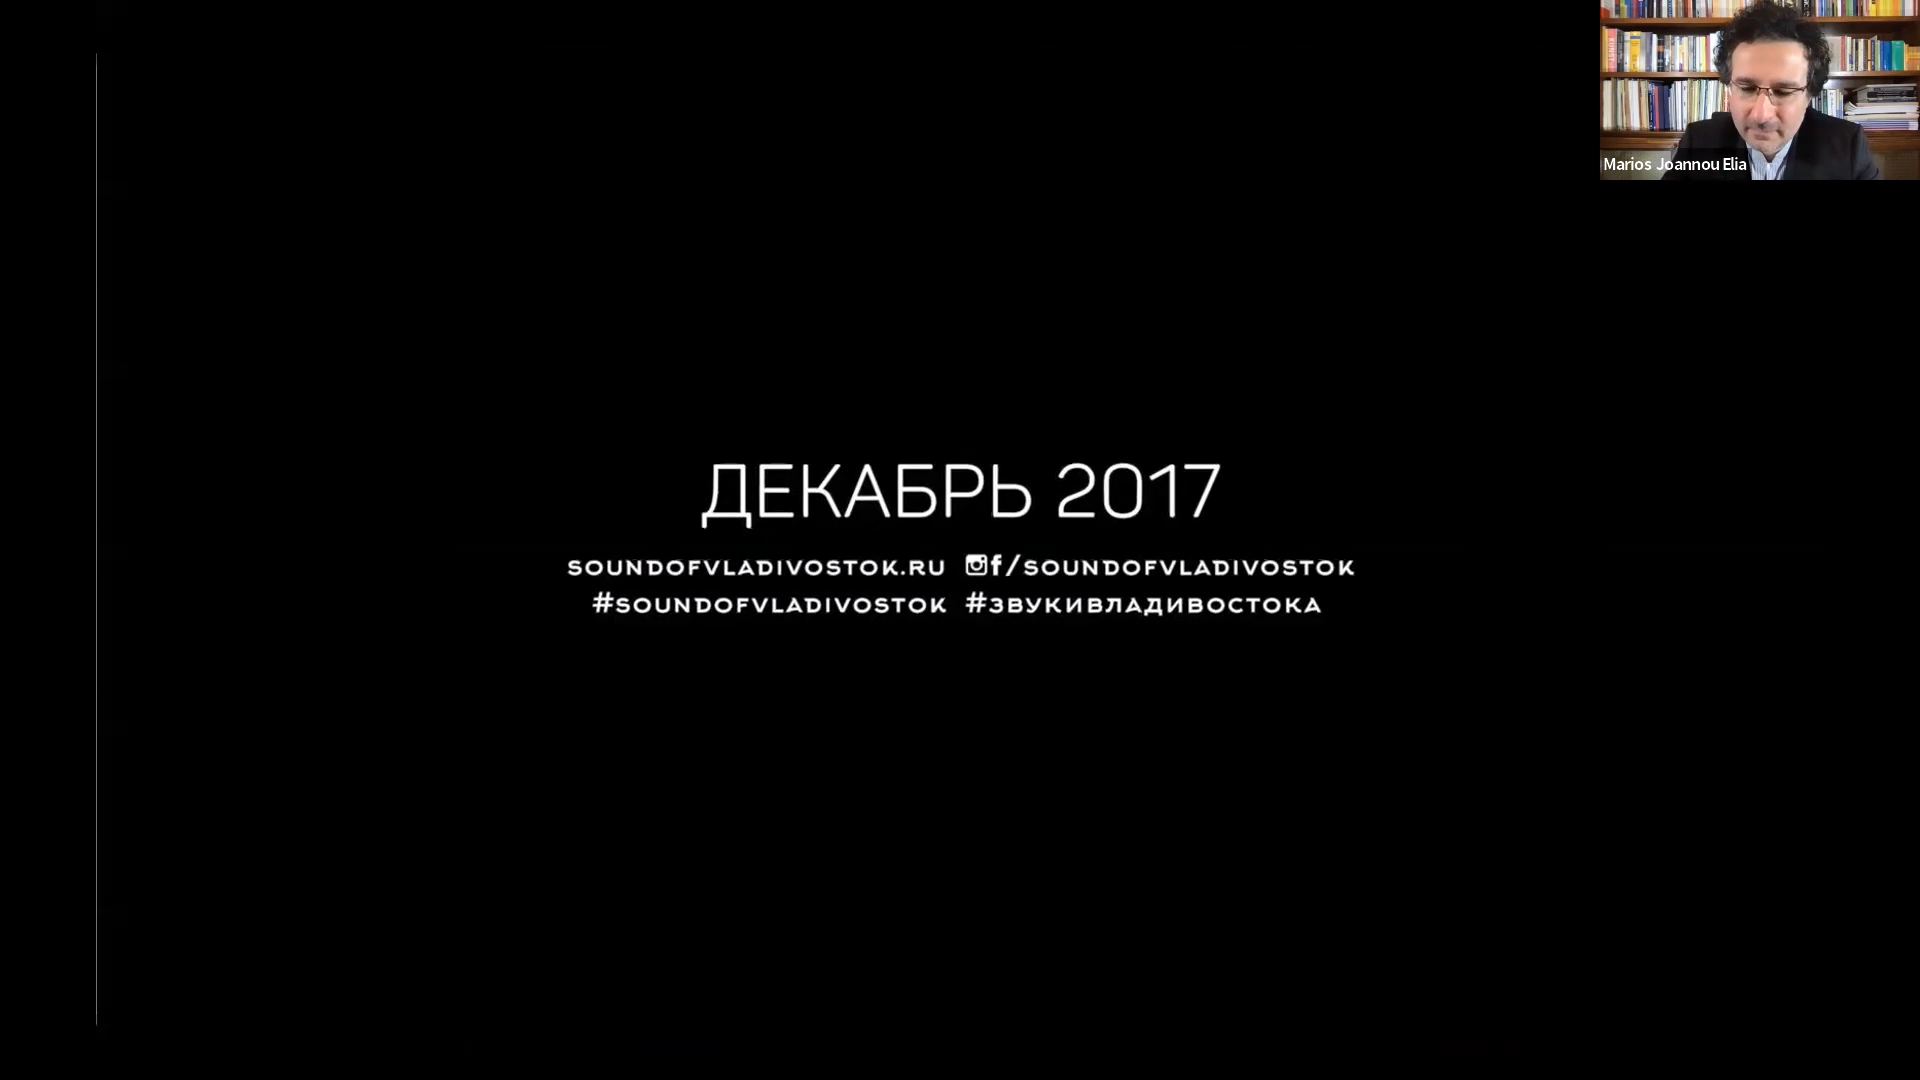 Marios Joannou Elia
ДЕКАБРЬ 2017
SOUNDOFVLADIVOSTOK.RU f/SOUNDOFVLADIVOSTOK
#SOUNDOFVLADIVOSTOK #ЗВУКИВЛАДИВОСТОКА